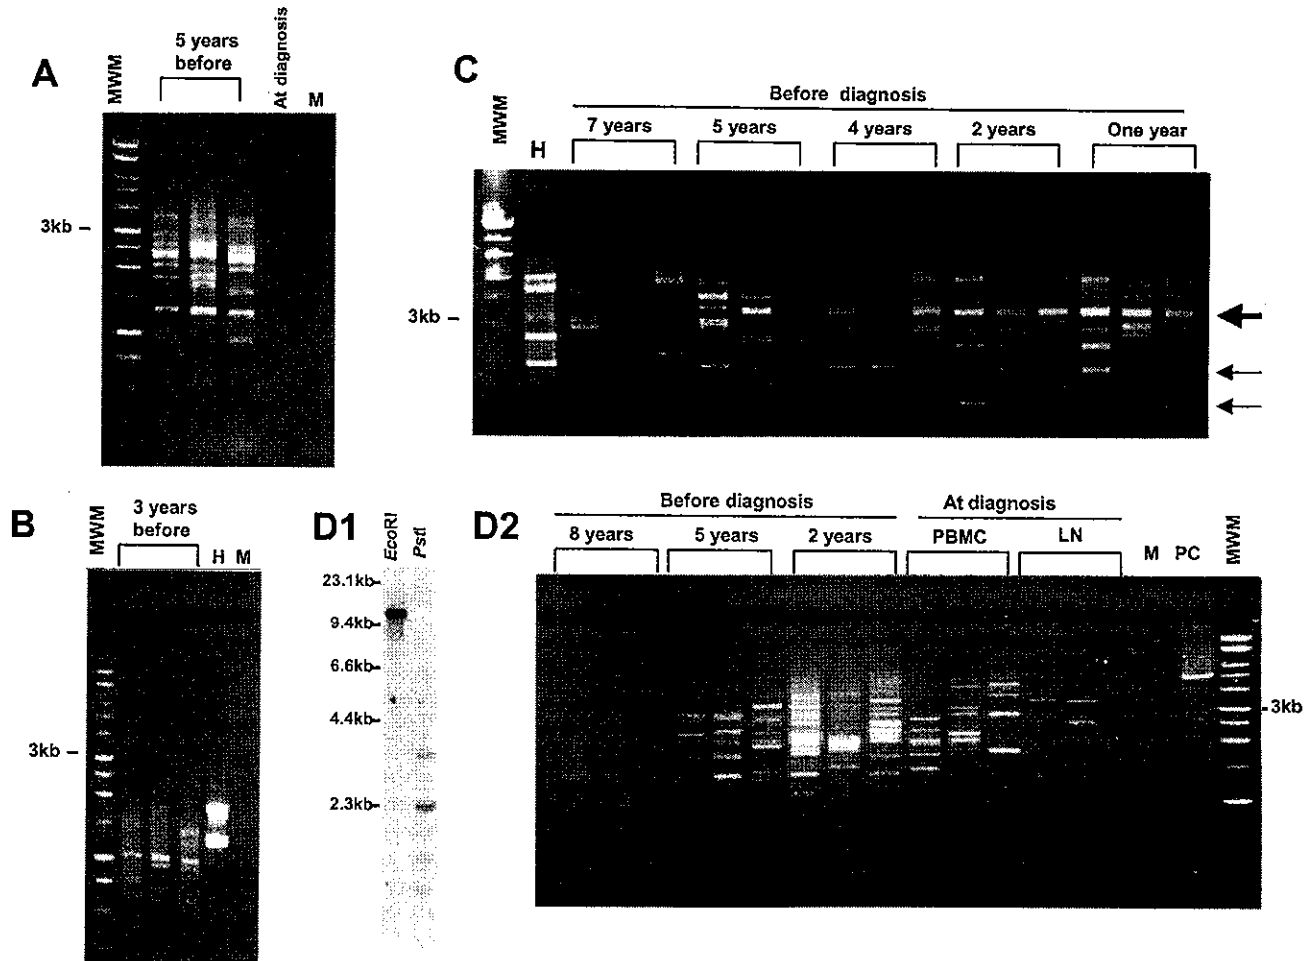 A
MWM
5 years
before
At diagnosis
M
3kb –
C
MWM
H
Before diagnosis
7 years
5 years
4 years
2 years
One year
3kb –
B
MWM
3 years
before
H M
3kb –
D1
EcoRI
PstI
23.1kb–
9.4kb–
6.6kb–
4.4kb–
2.3kb–
D2
Before diagnosis
At diagnosis
8 years
5 years
2 years
PBMC
LN
M PC
MWM
-3kb